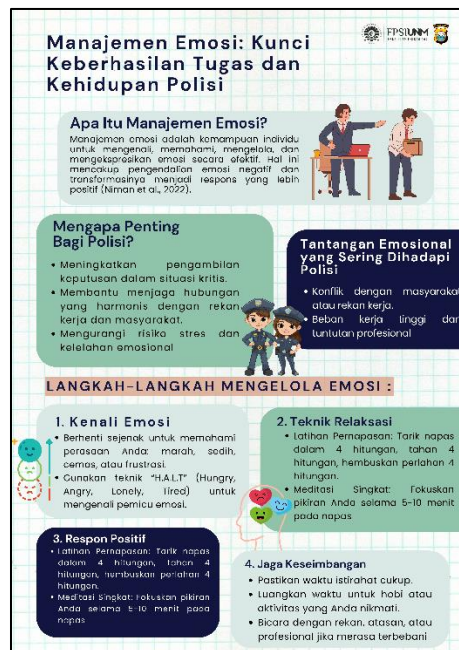 Manajemen Emosi: Kunci
Keberhasilan Tugas dan
Kehidupan Polisi
FPSIUNM
Apa Itu Manajemen Emosi?
Manajemen emosi adalah kemampuan individu
untuk mengenali, memahami, mengelola, dan
mengekspresikan emosi secara efektif. Hal ini
mencakup pengendalian emosi negatif dan
transformasinya menjadi respons yang lebih
positif (Niman et al., 2022).
Mengapa Penting
Bagi Polisi?
• Meningkatkan pengambilan
keputusan dalam situasi kritis.
• Membantu menjaga hubungan
yang harmonis dengan rekan
kerja dan masyarakat.
• Mengurangi risiko stres dan
kelelahan emosional
Tantangan Emosional
yang Sering Dihadapi
Polisi
• Konflik dengan masyarakat
atau rekan kerja.
• Beban kerja tinggi dan
tuntutan profesional
LANGKAH-LANGKAH MENGELOLA EMOSI :
1. Kenali Emosi
• Berhenti sejenak untuk memahami
perasaan Anda: marah, sedih,
cemas, atau frustrasi.
• Gunakan teknik "H.A.L.T" (Hungry,
Angry, Lonely, Tired) untuk
mengenali pemicu emosi.
2. Teknik Relaksasi
• Latihan Pernapasan: Tarik napas
dalam 4 hitungan, tahan 4
hitungan, hembuskan perlahan 4
hitungan.
• Meditasi Singkat: Fokuskan
pikiran Anda selama 5-10 menit
pada napas
3. Respon Positif
• Latihan Pernapasan: Tarik napas
dalam 4 hitungan, tahan 4
hitungan, hembuskan perlahan 4
hitungan.
• Meditasi Singkat: Fokuskan pikiran
Anda selama 5-10 menit pada
napas
4. Jaga Keseimbangan
• Pastikan waktu istirahat cukup.
• Luangkan waktu untuk hobi atau
aktivitas yang Anda nikmati.
• Bicara dengan rekan, atasan, atau
profesional jika merasa terbebani